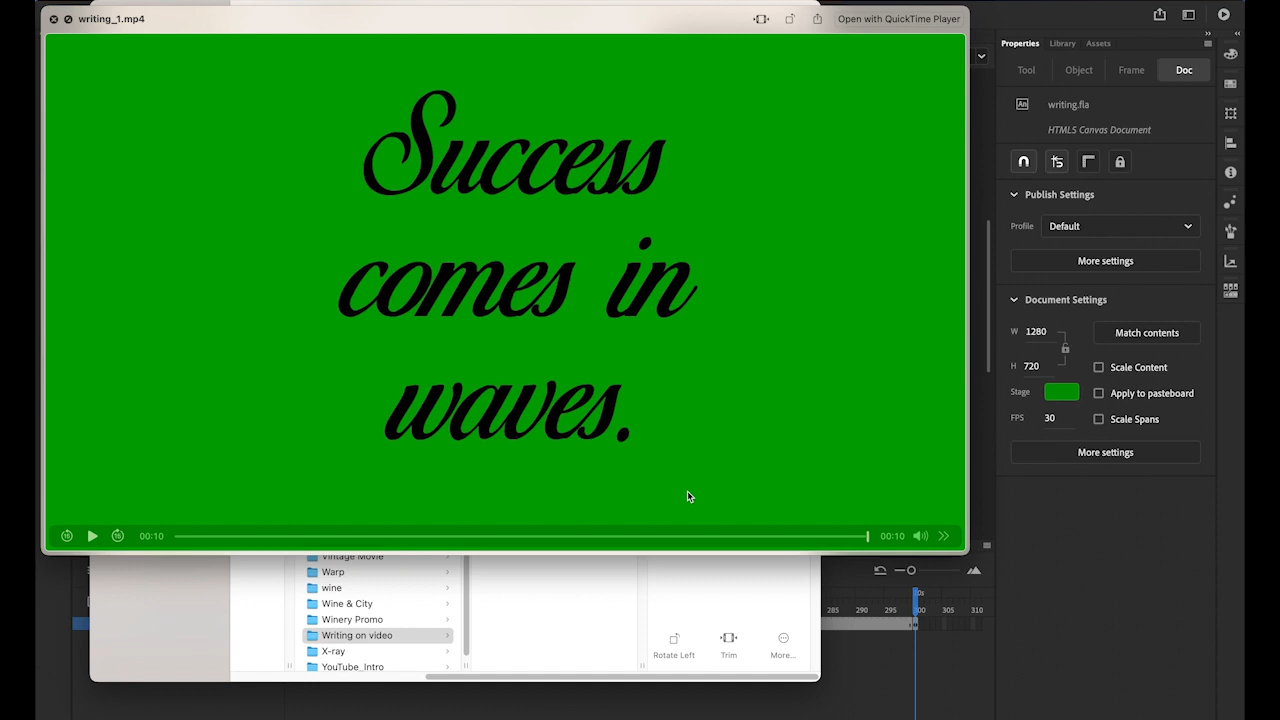 writing_1.mp4
Open with QuickTime Player
Success
comes in
waves.
00:10
00:10
Vintage Movie
Warp
wine
Wine & City
Winery Promo
Writing on video
X-ray
YouTube_Intro
Rotate Left
Trim
More...
Properties
Library
Assets
Tool
Object
Frame
Doc
An
writing.fla
HTML5 Canvas Document
Publish Settings
Profile
Default
More settings
Document Settings
W 1280
Match contents
H 720
Scale Content
Stage
Apply to pasteboard
FPS 30
Scale Spans
More settings
285 290 295 300 305 310